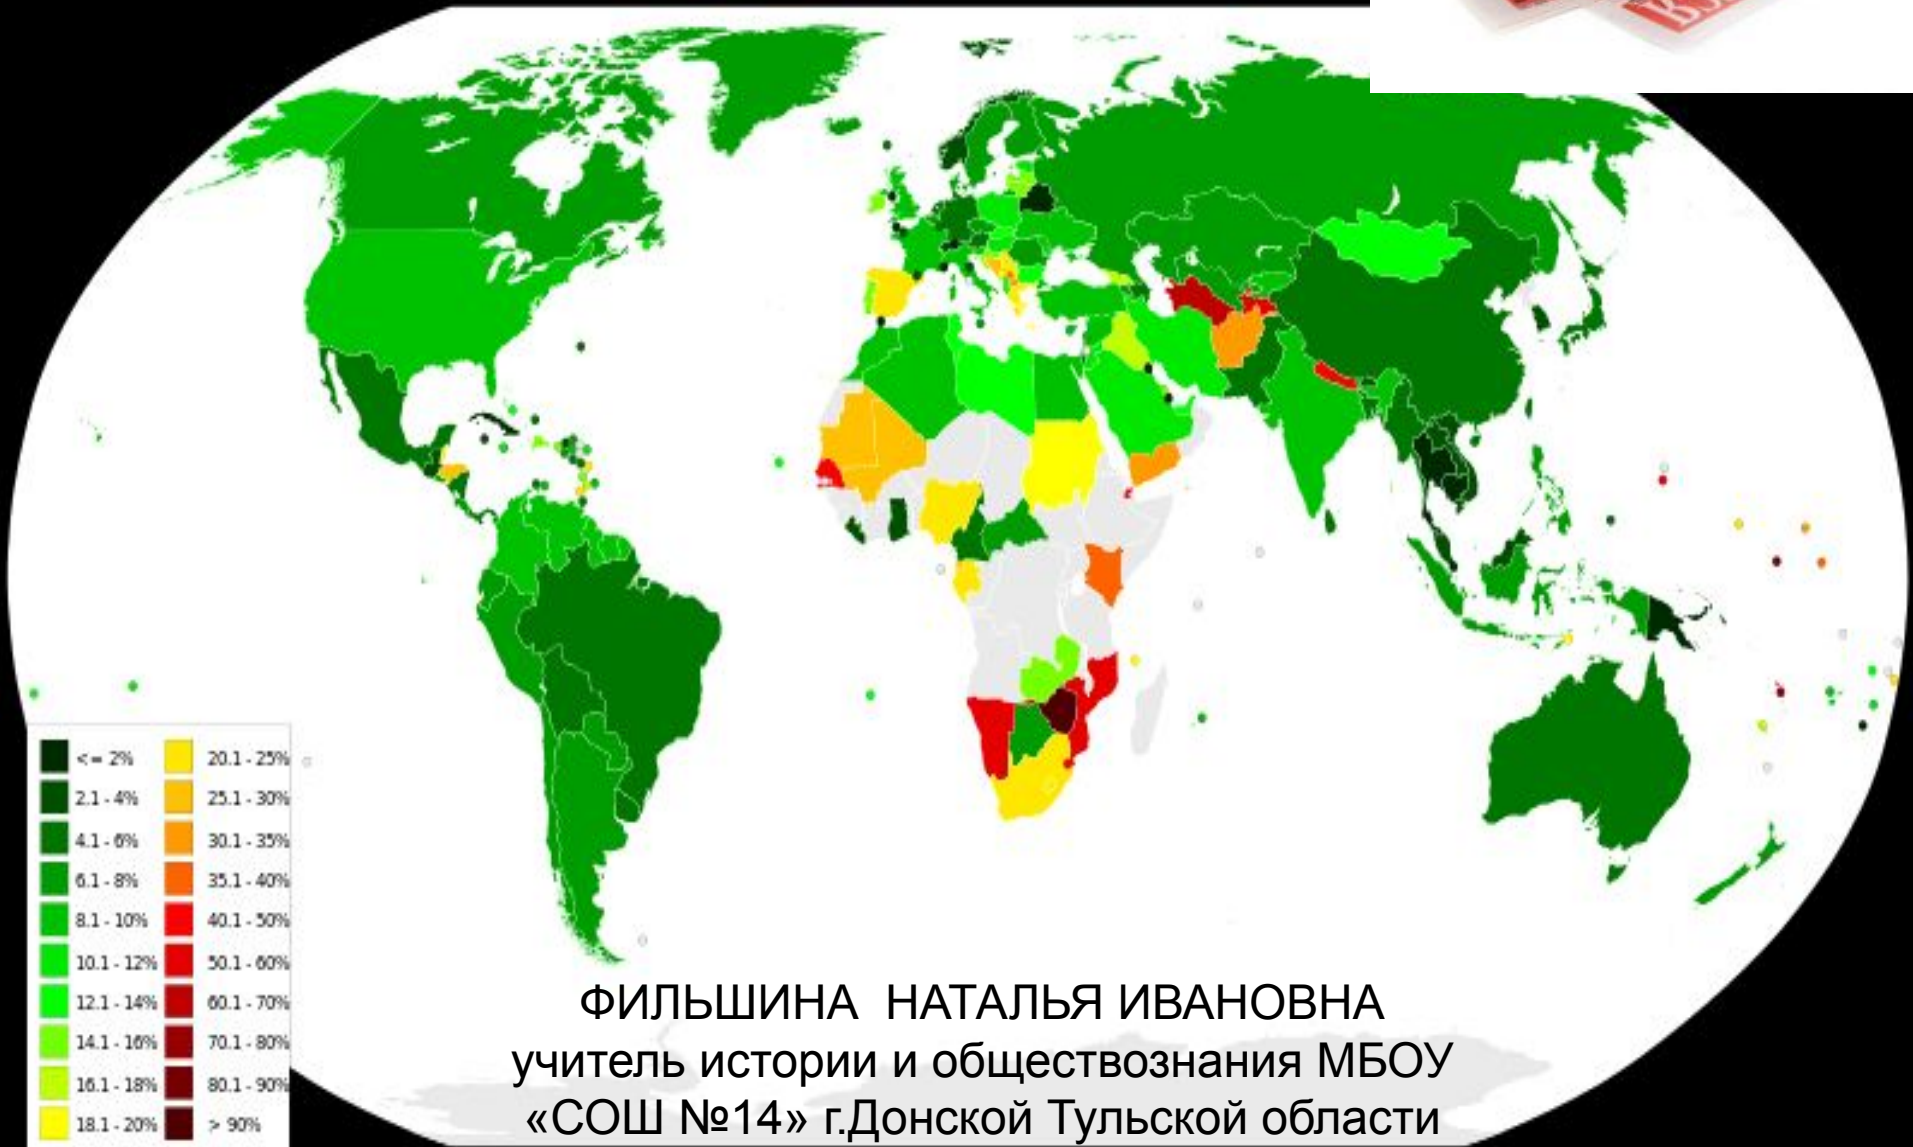 <= 2%
2.1 - 4%
4.1 - 6%
6.1 - 8%
8.1 - 10%
10.1 - 12%
12.1 - 14%
14.1 - 16%
16.1 - 18%
18.1 - 20%
20.1 - 25%
25.1 - 30%
30.1 - 35%
35.1 - 40%
40.1 - 50%
50.1 - 60%
60.1 - 70%
70.1 - 80%
80.1 - 90%
> 90%
ФИЛЬШИНА НАТАЛЬЯ ИВАНОВНА
учитель истории и обществознания МБОУ
«СОШ №14» г.Донской Тульской области